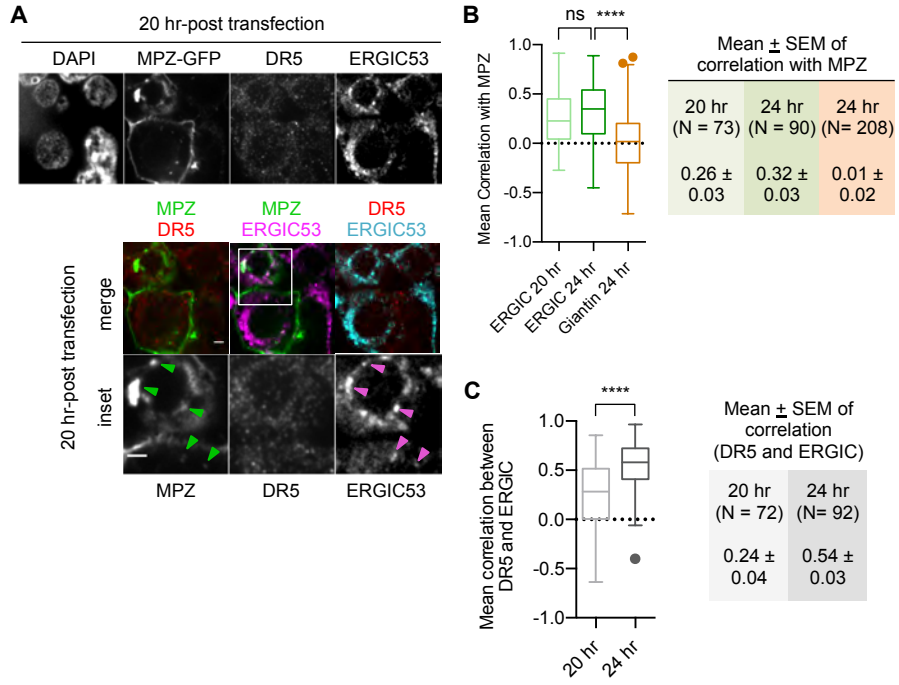 A
20 hr-post transfection
DAPI MPZ-GFP DR5 ERGIC53
MPZ MPZ DR5
DR5 ERGIC53 ERGIC53
20 hr-post transfection
merge
inset
MPZ DR5 ERGIC53
B
ns ****
Mean Correlation with MPZ
1.0
0.5
0.0
-0.5
-1.0
ERGIC 20 hr
ERGIC 24 hr
Giantin 24 hr
Mean ± SEM of
correlation with MPZ
20 hr 24 hr 24 hr
(N = 73) (N = 90) (N= 208)
0.26 ± 0.32 ± 0.01 ±
0.03 0.03 0.02
C
****
Mean correlation between
DR5 and ERGIC
1.0
0.5
0.0
-0.5
-1.0
20 hr
24 hr
Mean ± SEM of
correlation
(DR5 and ERGIC)
20 hr 24 hr
(N = 72) (N= 92)
0.24 ± 0.54 ±
0.04 0.03